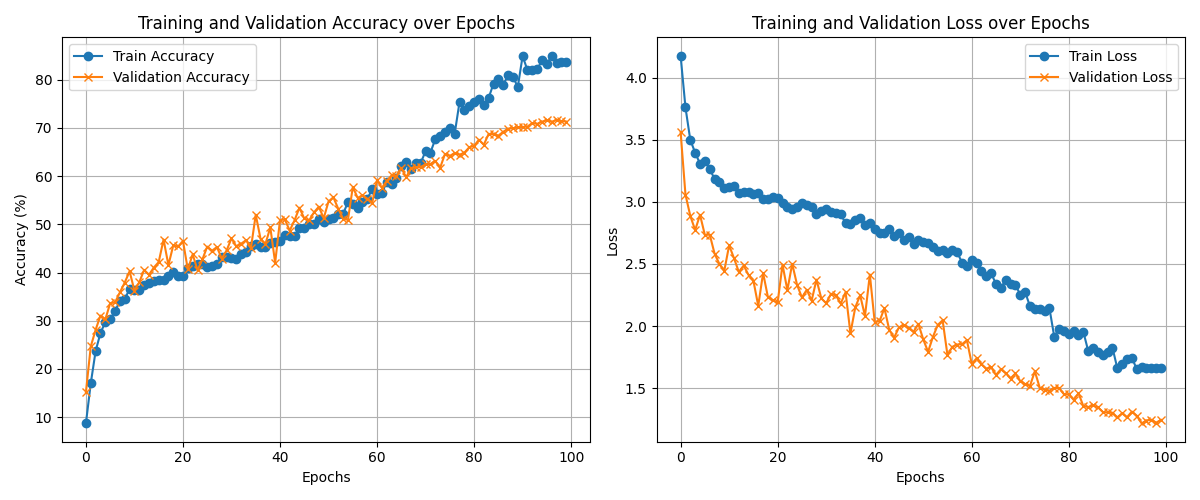 Training and Validation Accuracy over Epochs
Train Accuracy
Validation Accuracy
Accuracy (%)
80
70
60
50
40
30
20
10
0 20 40 60 80 100
Epochs
Training and Validation Loss over Epochs
Train Loss
Validation Loss
Loss
4.0
3.5
3.0
2.5
2.0
1.5
0 20 40 60 80 100
Epochs